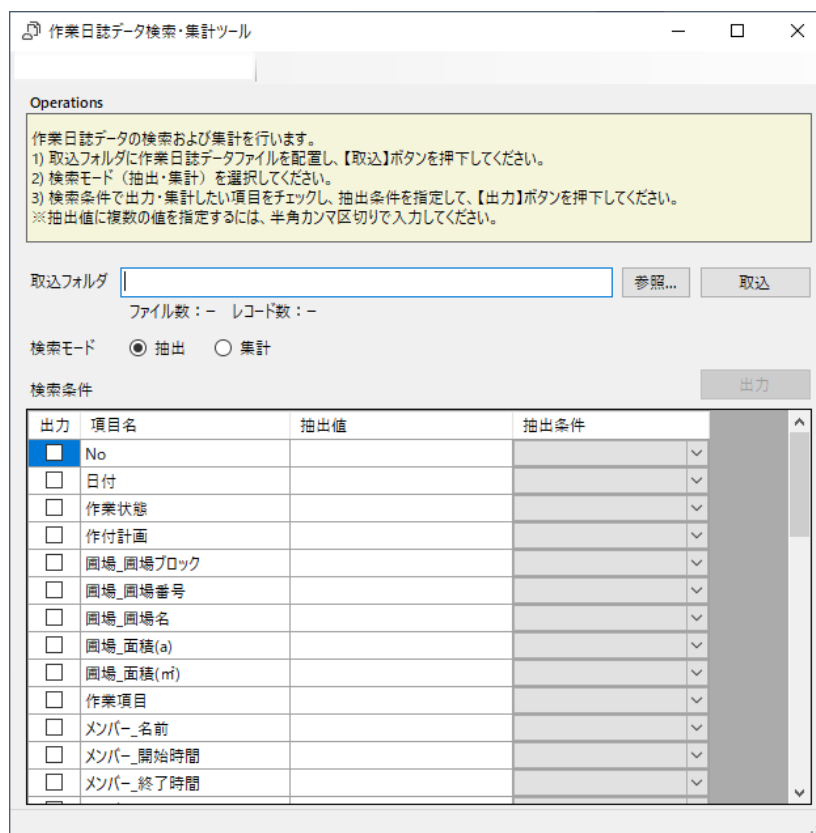 作業日誌データ検索・集計ツール
Operations
作業日誌データの検索および集計を行います。
1) 取込フォルダに作業日誌データファイルを配置し、【取込】ボタンを押下してください。
2) 検索モード（抽出・集計）を選択してください。
3) 検索条件で出力・集計したい項目をチェックし、抽出条件を指定して、【出力】ボタンを押下してください。
※抽出値に複数の値を指定するには、半角カンマ区切りで入力してください。
取込フォルダ 参照... 取込
ファイル数：－ レコード数：－
検索モード 抽出 集計
検索条件 出力
出力 項目名 抽出値 抽出条件
No
日付
作業状態
作付計画
圃場_圃場ブロック
圃場_圃場番号
圃場_圃場名
圃場_面積(a)
圃場_面積(㎡)
作業項目
メンバー_名前
メンバー_開始時間
メンバー_終了時間